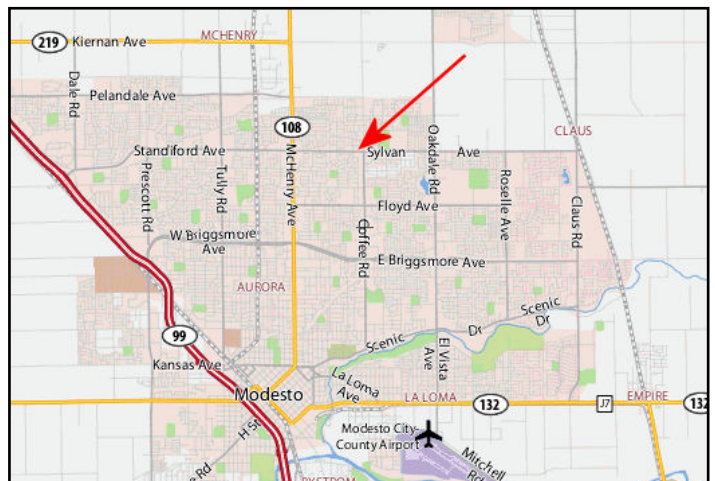 MCHENRY
219
Kiernan Ave
Dale Rd
Pelandale Ave
108
CLAUS
Standiford Ave
Sylvan Ave
Oakdale Rd
McHenry Ave
Prescott Rd
Tully Rd
Roselle Ave
Claus Rd
Floyd Ave
Coffee Rd
W Briggsmore
Ave
E Briggsmore Ave
AURORA
Scenic
Dr
Scenic
Dr
99
El Vista
Ave
Kansas Ave
La Loma
Ave
Modesto
LA LOMA
132
J7
EMPIRE
132
H St
Modesto City-
County Airport
Mitchell
Rd
e Rd
BYSTROM